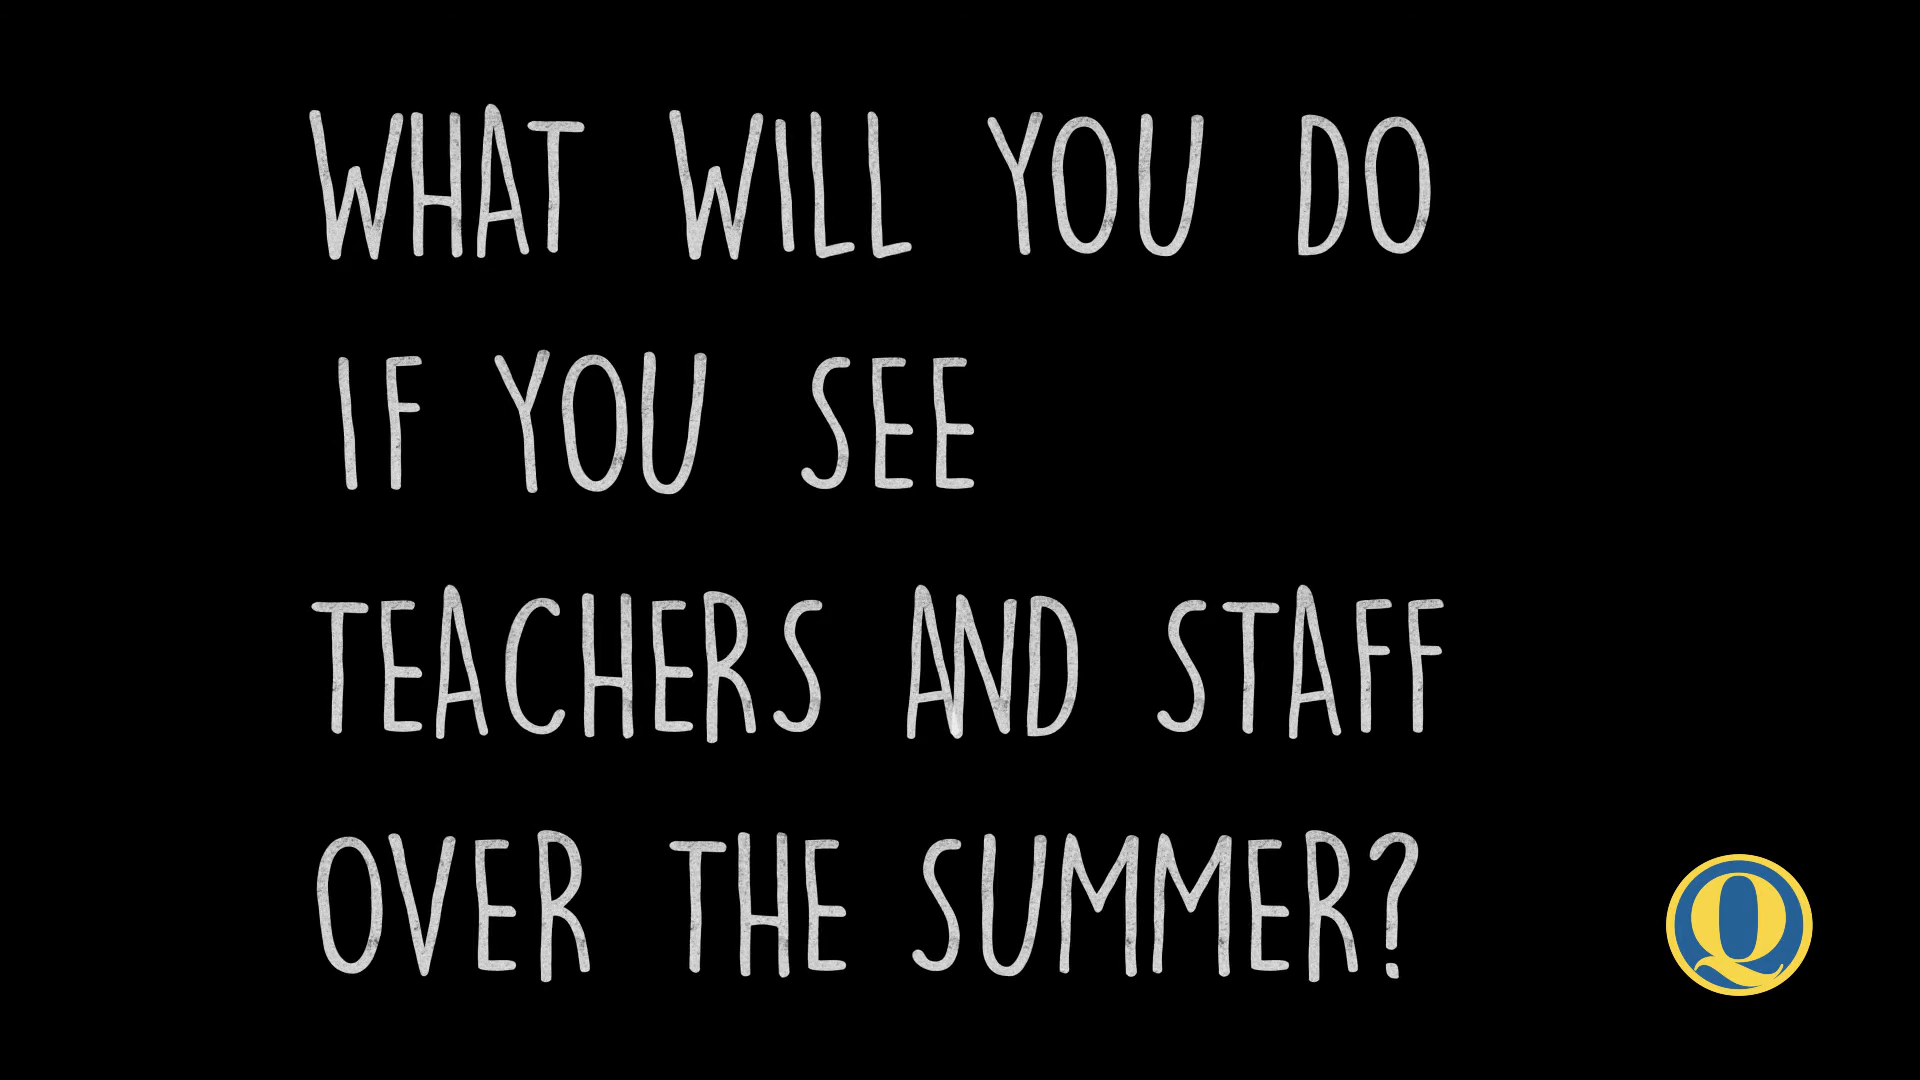 WHAT WILL YOU DO
IF YOU SEE
TEACHERS AND STAFF
OVER THE SUMMER?
Q